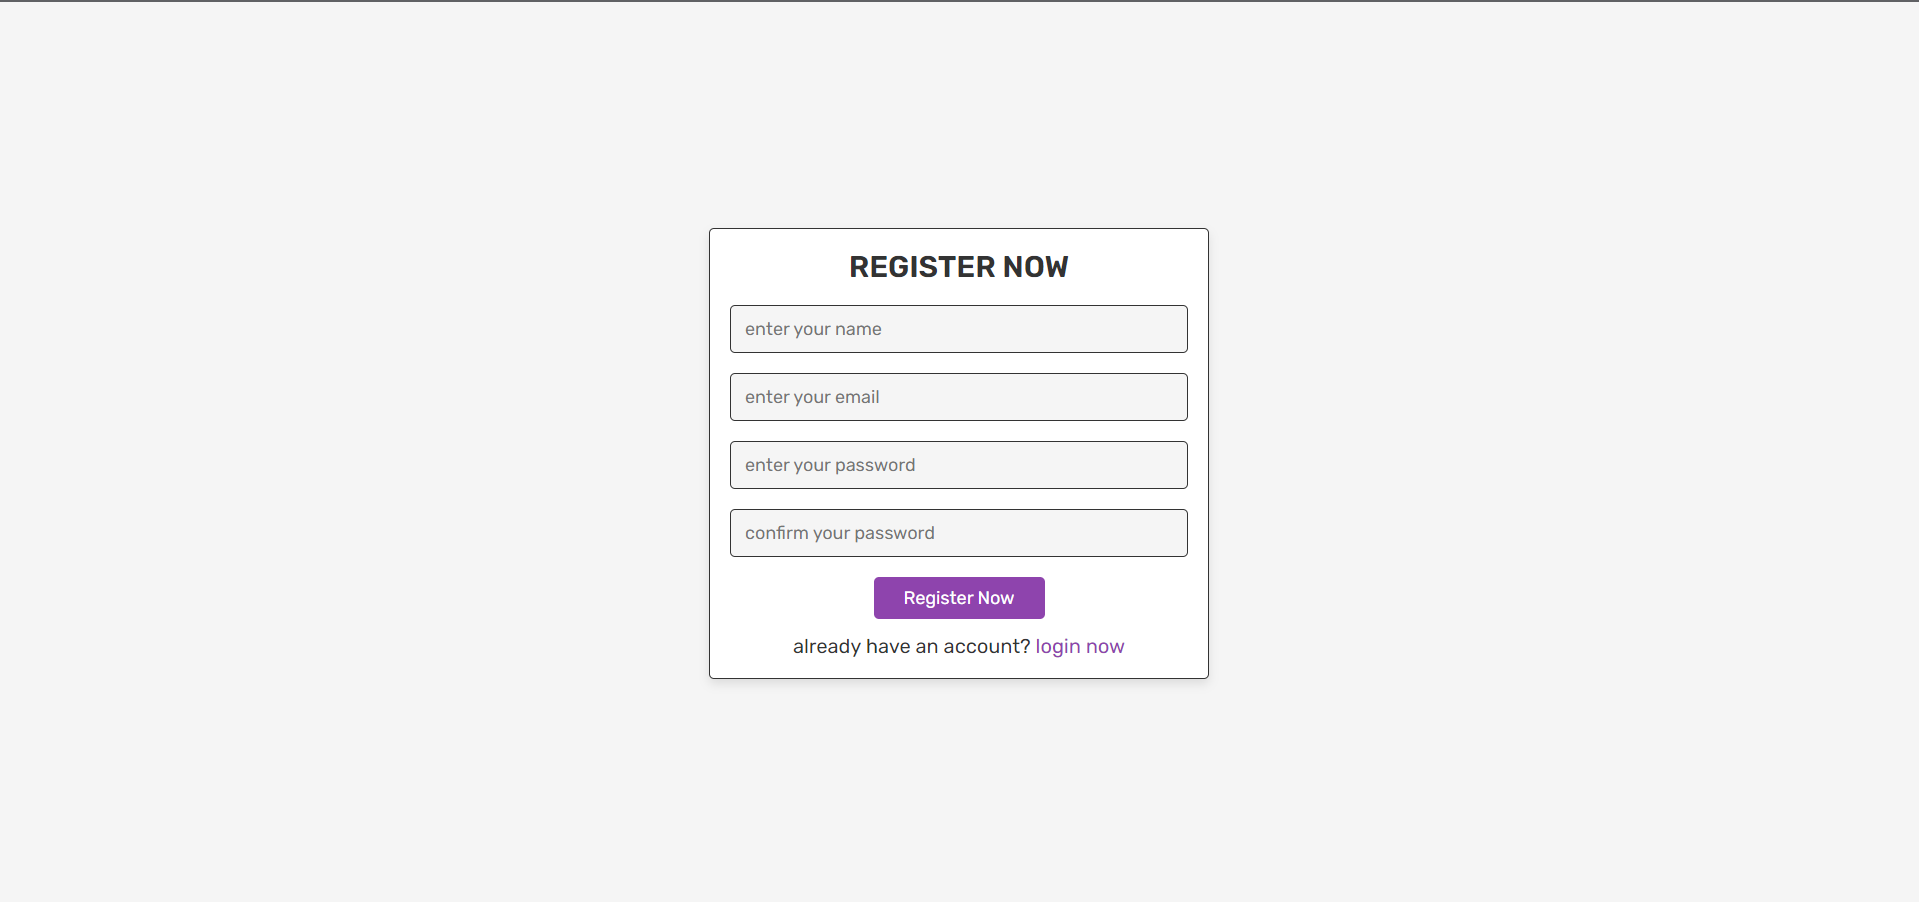 REGISTER NOW
enter your name
enter your email
enter your password
confirm your password
Register Now
already have an account? login now